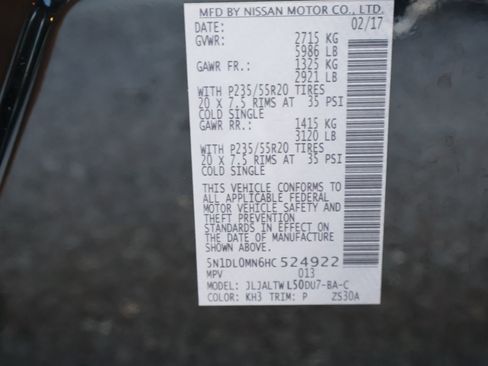 MFD BY NISSAN MOTOR CO., LTD.
DATE: 02/17
GVWR: 2715 KG
5986 LB
GAWR FR.: 1325 KG
2921 LB
WITH P235/55R20 TIRES
20 X 7.5 RIMS AT 35 PSI
COLD SINGLE
GAWR RR.: 1415 KG
3120 LB
WITH P235/55R20 TIRES
20 X 7.5 RIMS AT 35 PSI
COLD SINGLE
THIS VEHICLE CONFORMS TO
ALL APPLICABLE FEDERAL
MOTOR VEHICLE SAFETY AND
THEFT PREVENTION
STANDARDS IN EFFECT ON
THE DATE OF MANUFACTURE
SHOWN ABOVE.
5N1DL0MN6HC 524922
MPV 013
MODEL: JLJALTW L50DU7-BA-C
COLOR: KH3 TRIM: P ZS30A